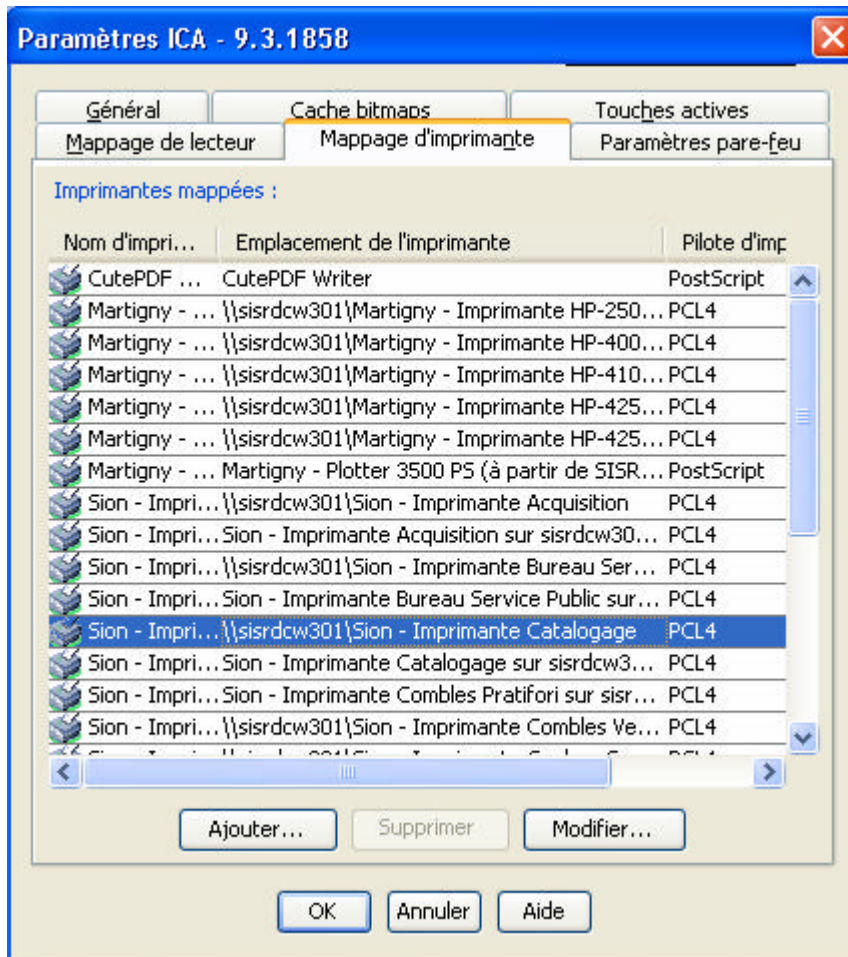 Paramètres ICA - 9.3.1858
Général Cache bitmaps Touches actives
Mappage de lecteur Mappage d'imprimante Paramètres pare-feu
Imprimantes mappées :
Nom d'impri... Emplacement de l'imprimante Pilote d'imp
CutePDF ... CutePDF Writer PostScript
Martigny - ... \\sisrdcw301\Martigny - Imprimante HP-250... PCL4
Martigny - ... \\sisrdcw301\Martigny - Imprimante HP-400... PCL4
Martigny - ... \\sisrdcw301\Martigny - Imprimante HP-410... PCL4
Martigny - ... \\sisrdcw301\Martigny - Imprimante HP-425... PCL4
Martigny - ... \\sisrdcw301\Martigny - Imprimante HP-425... PCL4
Martigny - ... Martigny - Plotter 3500 PS (à partir de SISR... PostScript
Sion - Impri... \\sisrdcw301\Sion - Imprimante Acquisition PCL4
Sion - Impri... Sion - Imprimante Acquisition sur sisrdcw30... PCL4
Sion - Impri... \\sisrdcw301\Sion - Imprimante Bureau Ser... PCL4
Sion - Impri... Sion - Imprimante Bureau Service Public sur... PCL4
Sion - Impri... \\sisrdcw301\Sion - Imprimante Catalogage PCL4
Sion - Impri... Sion - Imprimante Catalogage sur sisrdcw3... PCL4
Sion - Impri... Sion - Imprimante Combles Pratifori sur sisr... PCL4
Sion - Impri... \\sisrdcw301\Sion - Imprimante Combles Ve... PCL4
Ajouter... Supprimer Modifier...
OK Annuler Aide